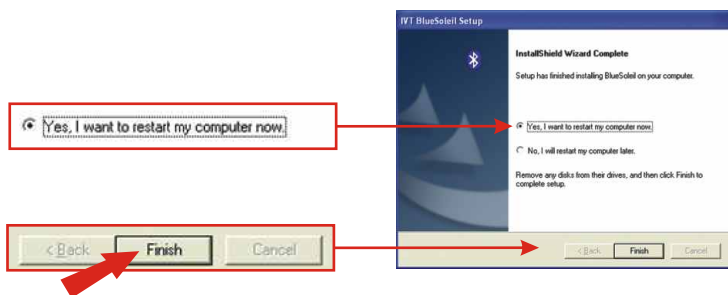 IVT BlueSoleil Setup
InstallShield Wizard Complete
Setup has finished installing BlueSoleil on your computer.
Yes, I want to restart my computer now.
Yes, I want to restart my computer now.
No, I will restart my computer later.
Remove any disks from their drives, and then click Finish to
complete setup.
< Back Finish Cancel
< Back Finish Cancel